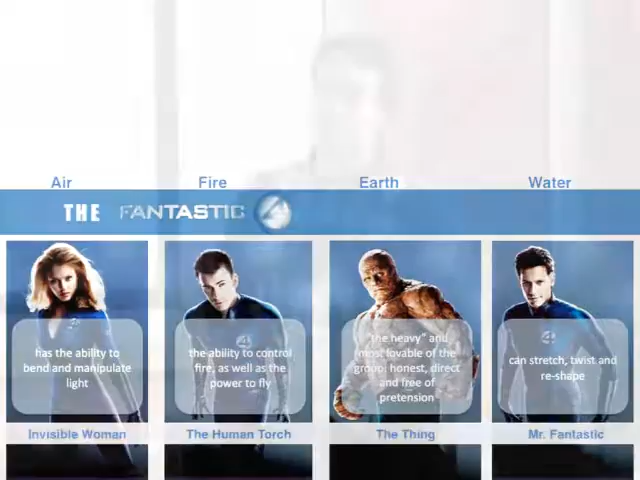 Air Fire Earth Water
THE FANTASTIC 4
has the ability to
bend and manipulate
light
the ability to control
fire, as well as the
power to fly
"the heavy" and
most lovable of the
group: honest, direct
and free of
pretension
can stretch, twist and
re-shape
Invisible Woman The Human Torch The Thing Mr. Fantastic